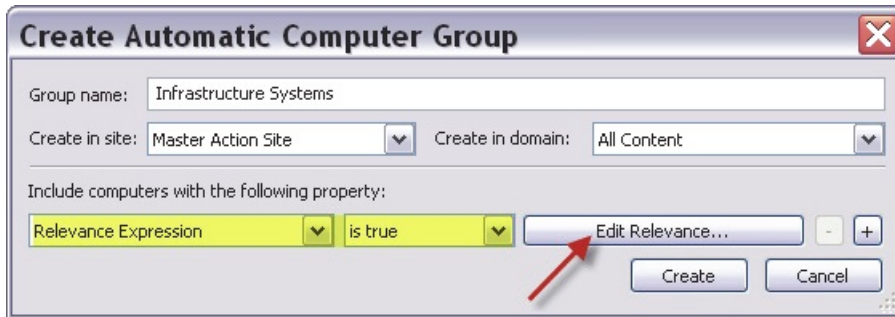 Create Automatic Computer Group
Group name: Infrastructure Systems
Create in site: Master Action Site Create in domain: All Content
Include computers with the following property:
Relevance Expression is true Edit Relevance... - +
Create Cancel